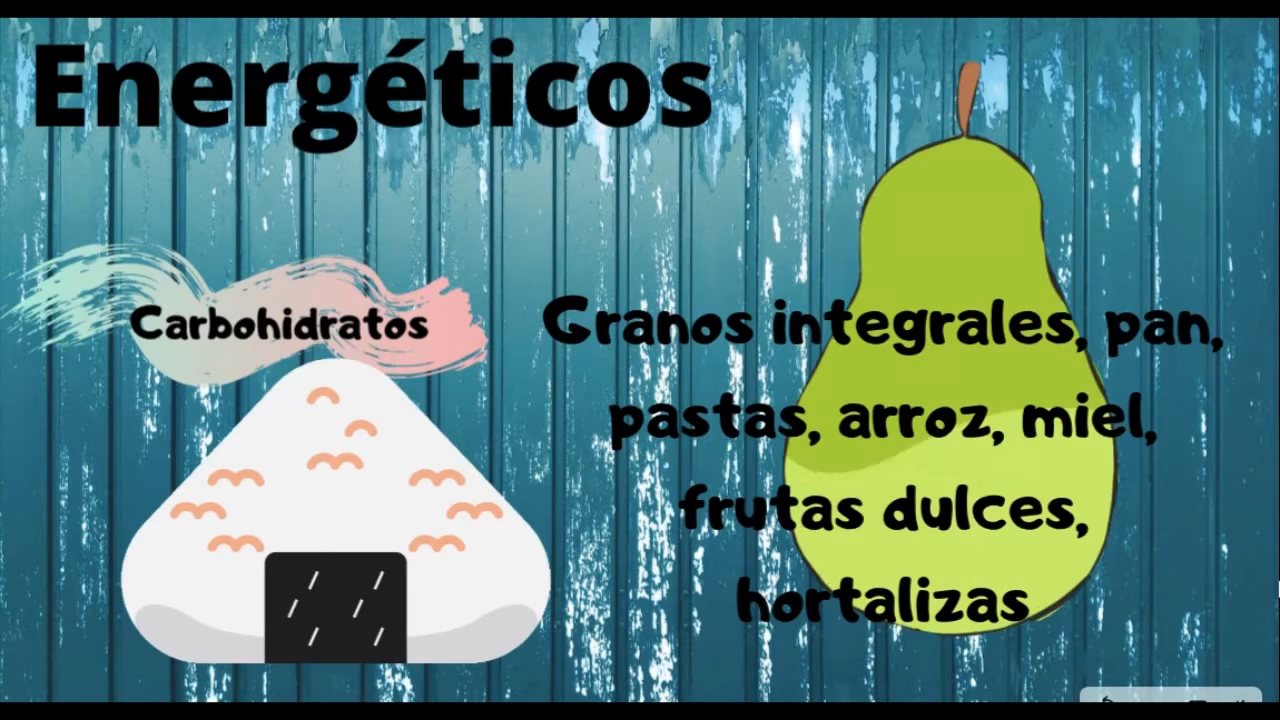 Energéticos
Carbohidratos
Granos integrales, pan,
pastas, arroz, miel,
frutas dulces,
hortalizas